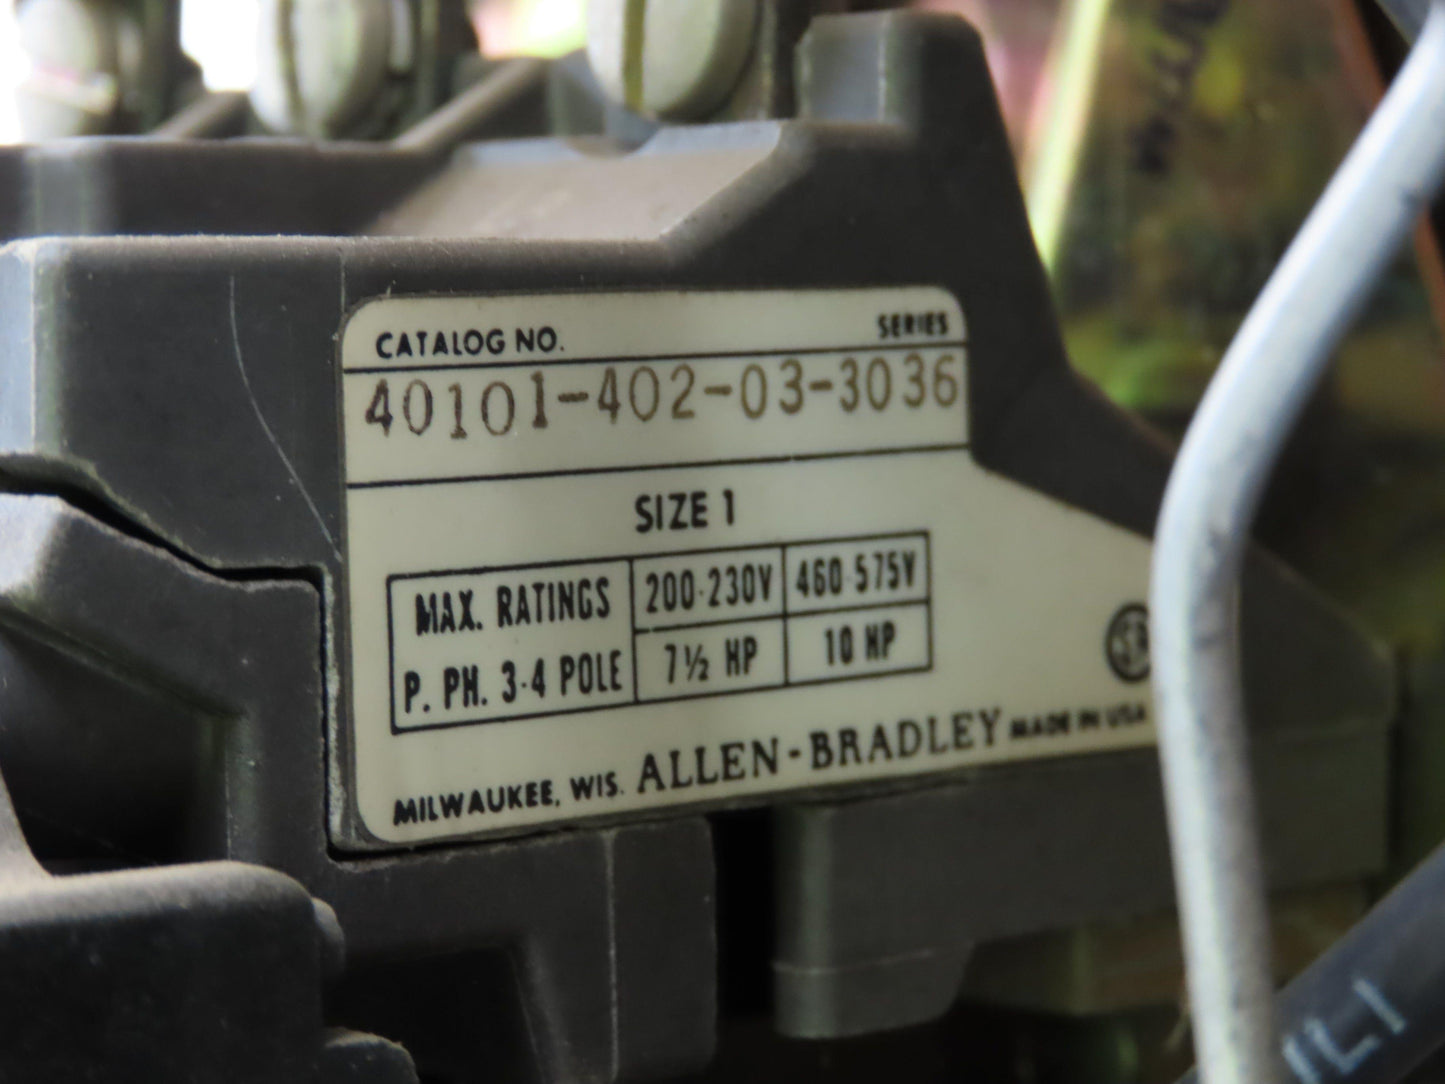 CATALOG NO. SERIES
40101-402-03-3036
SIZE 1
MAX. RATINGS 200-230V 460-575V
P. PH. 3-4 POLE 7½ HP 10 HP
MILWAUKEE, WIS. ALLEN-BRADLEY MADE IN USA